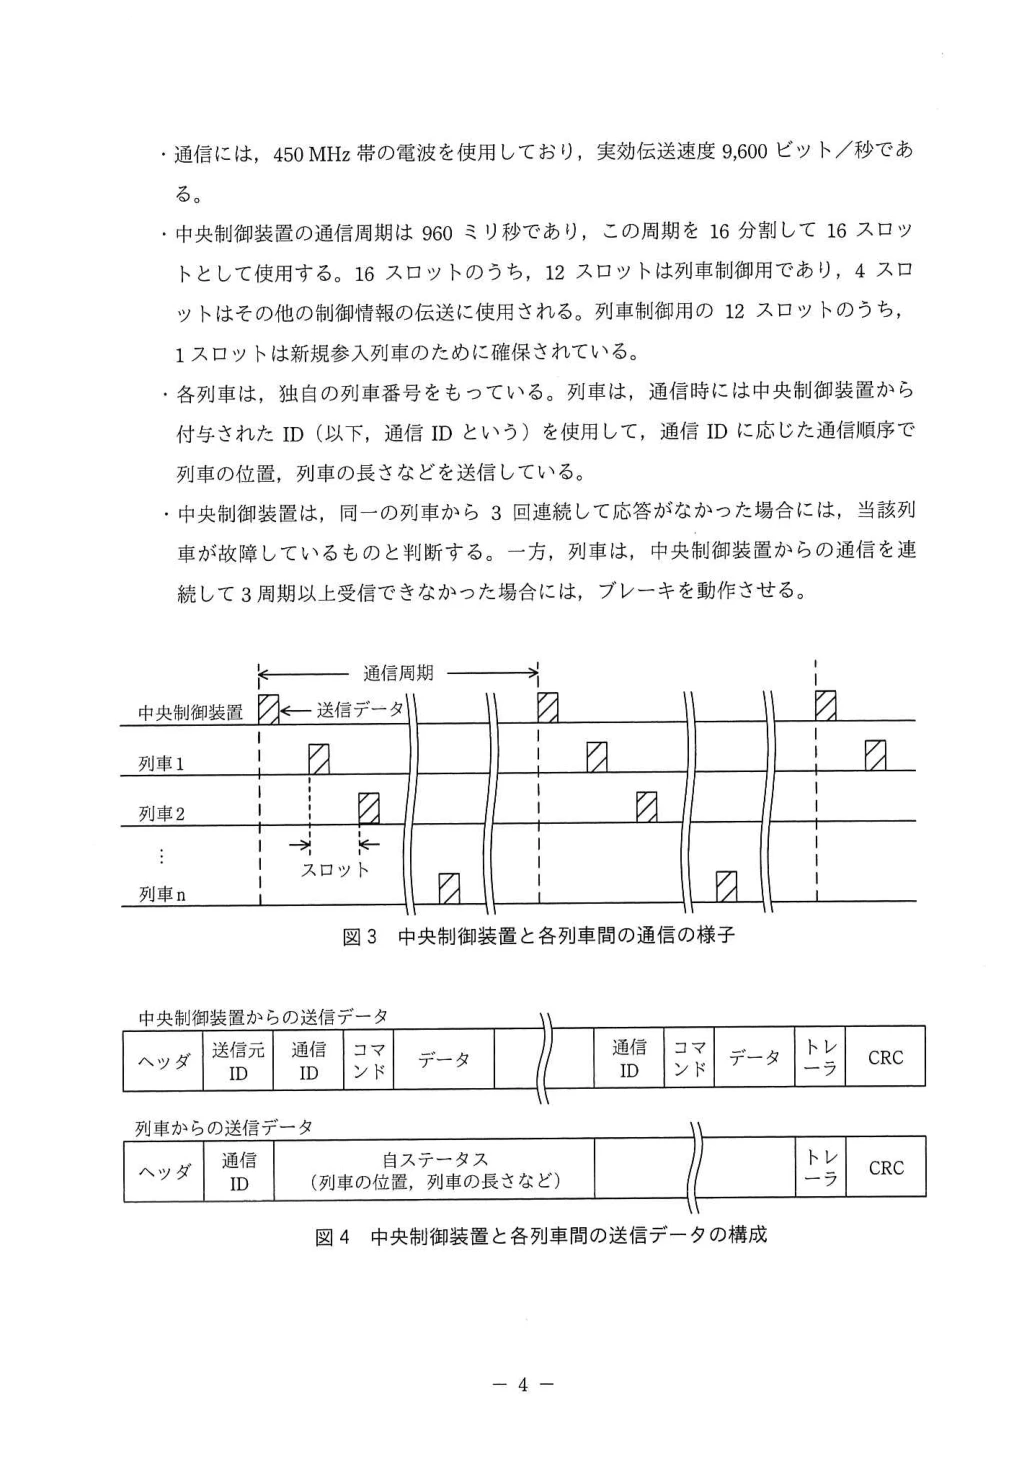 ・通信には，450 MHz 帯の電波を使用しており，実効伝送速度 9,600 ビット／秒であ
る。
・中央制御装置の通信周期は 960 ミリ秒であり，この周期を 16 分割して 16 スロッ
トとして使用する。16 スロットのうち，12 スロットは列車制御用であり，4 スロ
ットはその他の制御情報の伝送に使用される。列車制御用の 12 スロットのうち，
1 スロットは新規参入列車のために確保されている。
・各列車は，独自の列車番号をもっている。列車は，通信時には中央制御装置から
付与された ID（以下，通信 ID という）を使用して，通信 ID に応じた通信順序で
列車の位置，列車の長さなどを送信している。
・中央制御装置は，同一の列車から 3 回連続して応答がなかった場合には，当該列
車が故障しているものと判断する。一方，列車は，中央制御装置からの通信を連
続して 3 周期以上受信できなかった場合には，ブレーキを動作させる。
通信周期
中央制御装置
送信データ
列車 1
列車 2
⋮
スロット
列車 n
図 3　中央制御装置と各列車間の通信の様子
中央制御装置からの送信データ
ヘッダ 送信元 ID 通信 ID コマンド データ 通信 ID コマンド データ トレーラ CRC
列車からの送信データ
ヘッダ 通信 ID 自ステータス（列車の位置，列車の長さなど） トレーラ CRC
図 4　中央制御装置と各列車間の送信データの構成
－ 4 －